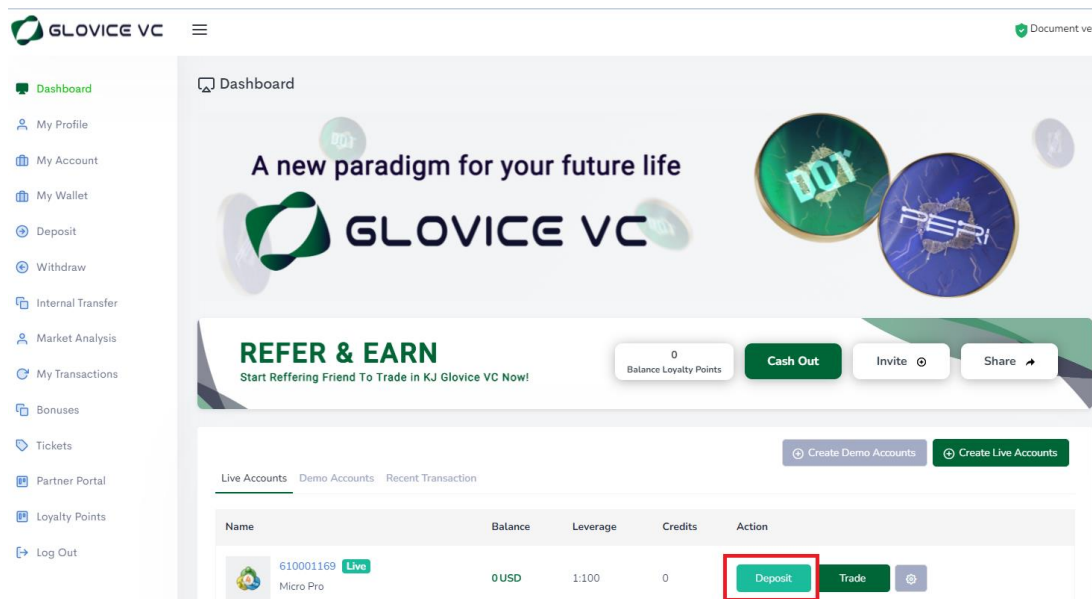 GLOVICE VC
Document ve
Dashboard
My Profile
My Account
My Wallet
Deposit
Withdraw
Internal Transfer
Market Analysis
My Transactions
Bonuses
Tickets
Partner Portal
Loyalty Points
Log Out
Dashboard
A new paradigm for your future life
GLOVICE VC
DOT
DOT
PERI
REFER & EARN
Start Reffering Friend To Trade in KJ Glovice VC Now!
0
Balance Loyalty Points
Cash Out
Invite
Share
Create Demo Accounts
Create Live Accounts
Live Accounts Demo Accounts Recent Transaction
Name Balance Leverage Credits Action
610001169 Live
Micro Pro
0 USD 1:100 0 Deposit Trade